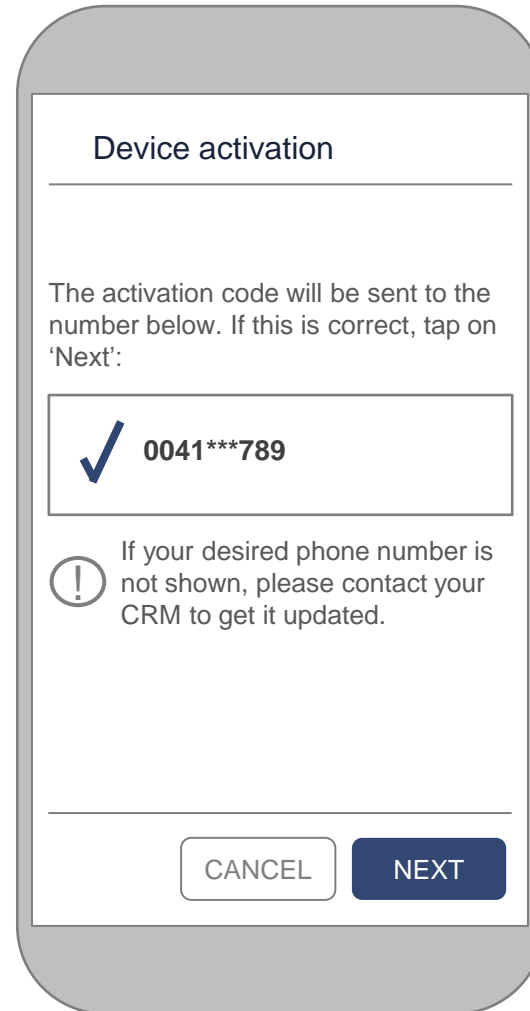 Device activation
The activation code will be sent to the
number below. If this is correct, tap on
‘Next’:
0041***789
If your desired phone number is
not shown, please contact your
CRM to get it updated.
CANCEL NEXT